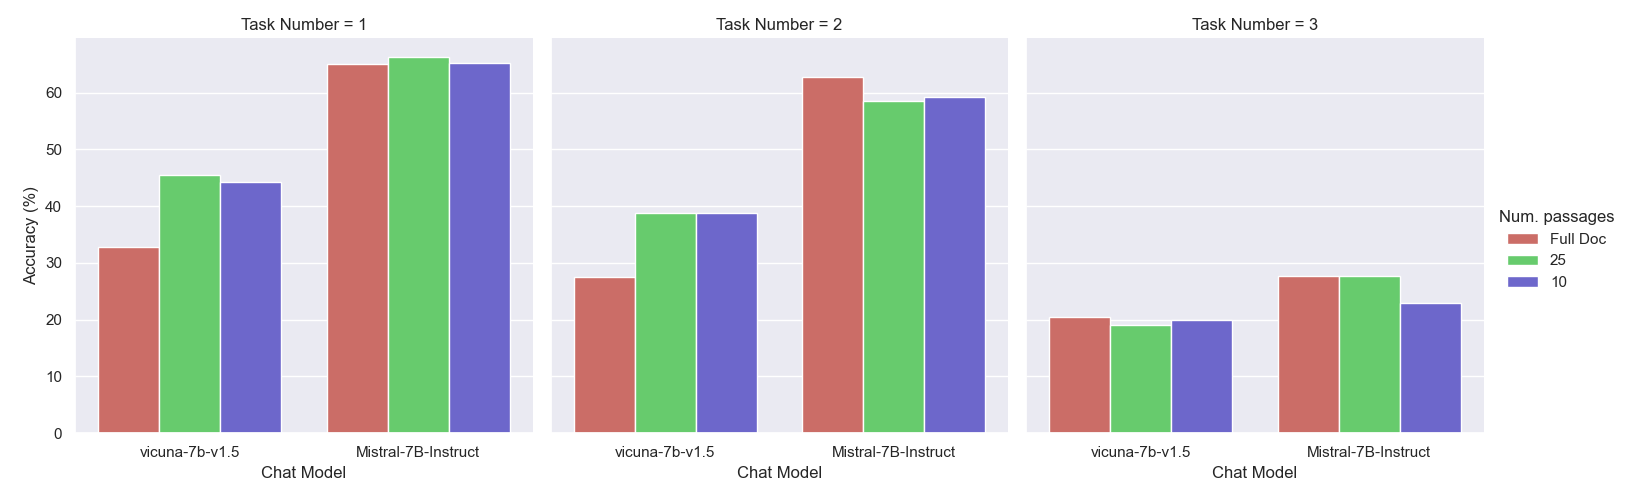 Task Number = 1
Task Number = 2
Task Number = 3
Accuracy (%)
60
50
40
30
20
10
0
vicuna-7b-v1.5
Mistral-7B-Instruct
vicuna-7b-v1.5
Mistral-7B-Instruct
vicuna-7b-v1.5
Mistral-7B-Instruct
Chat Model
Chat Model
Chat Model
Num. passages
Full Doc
25
10